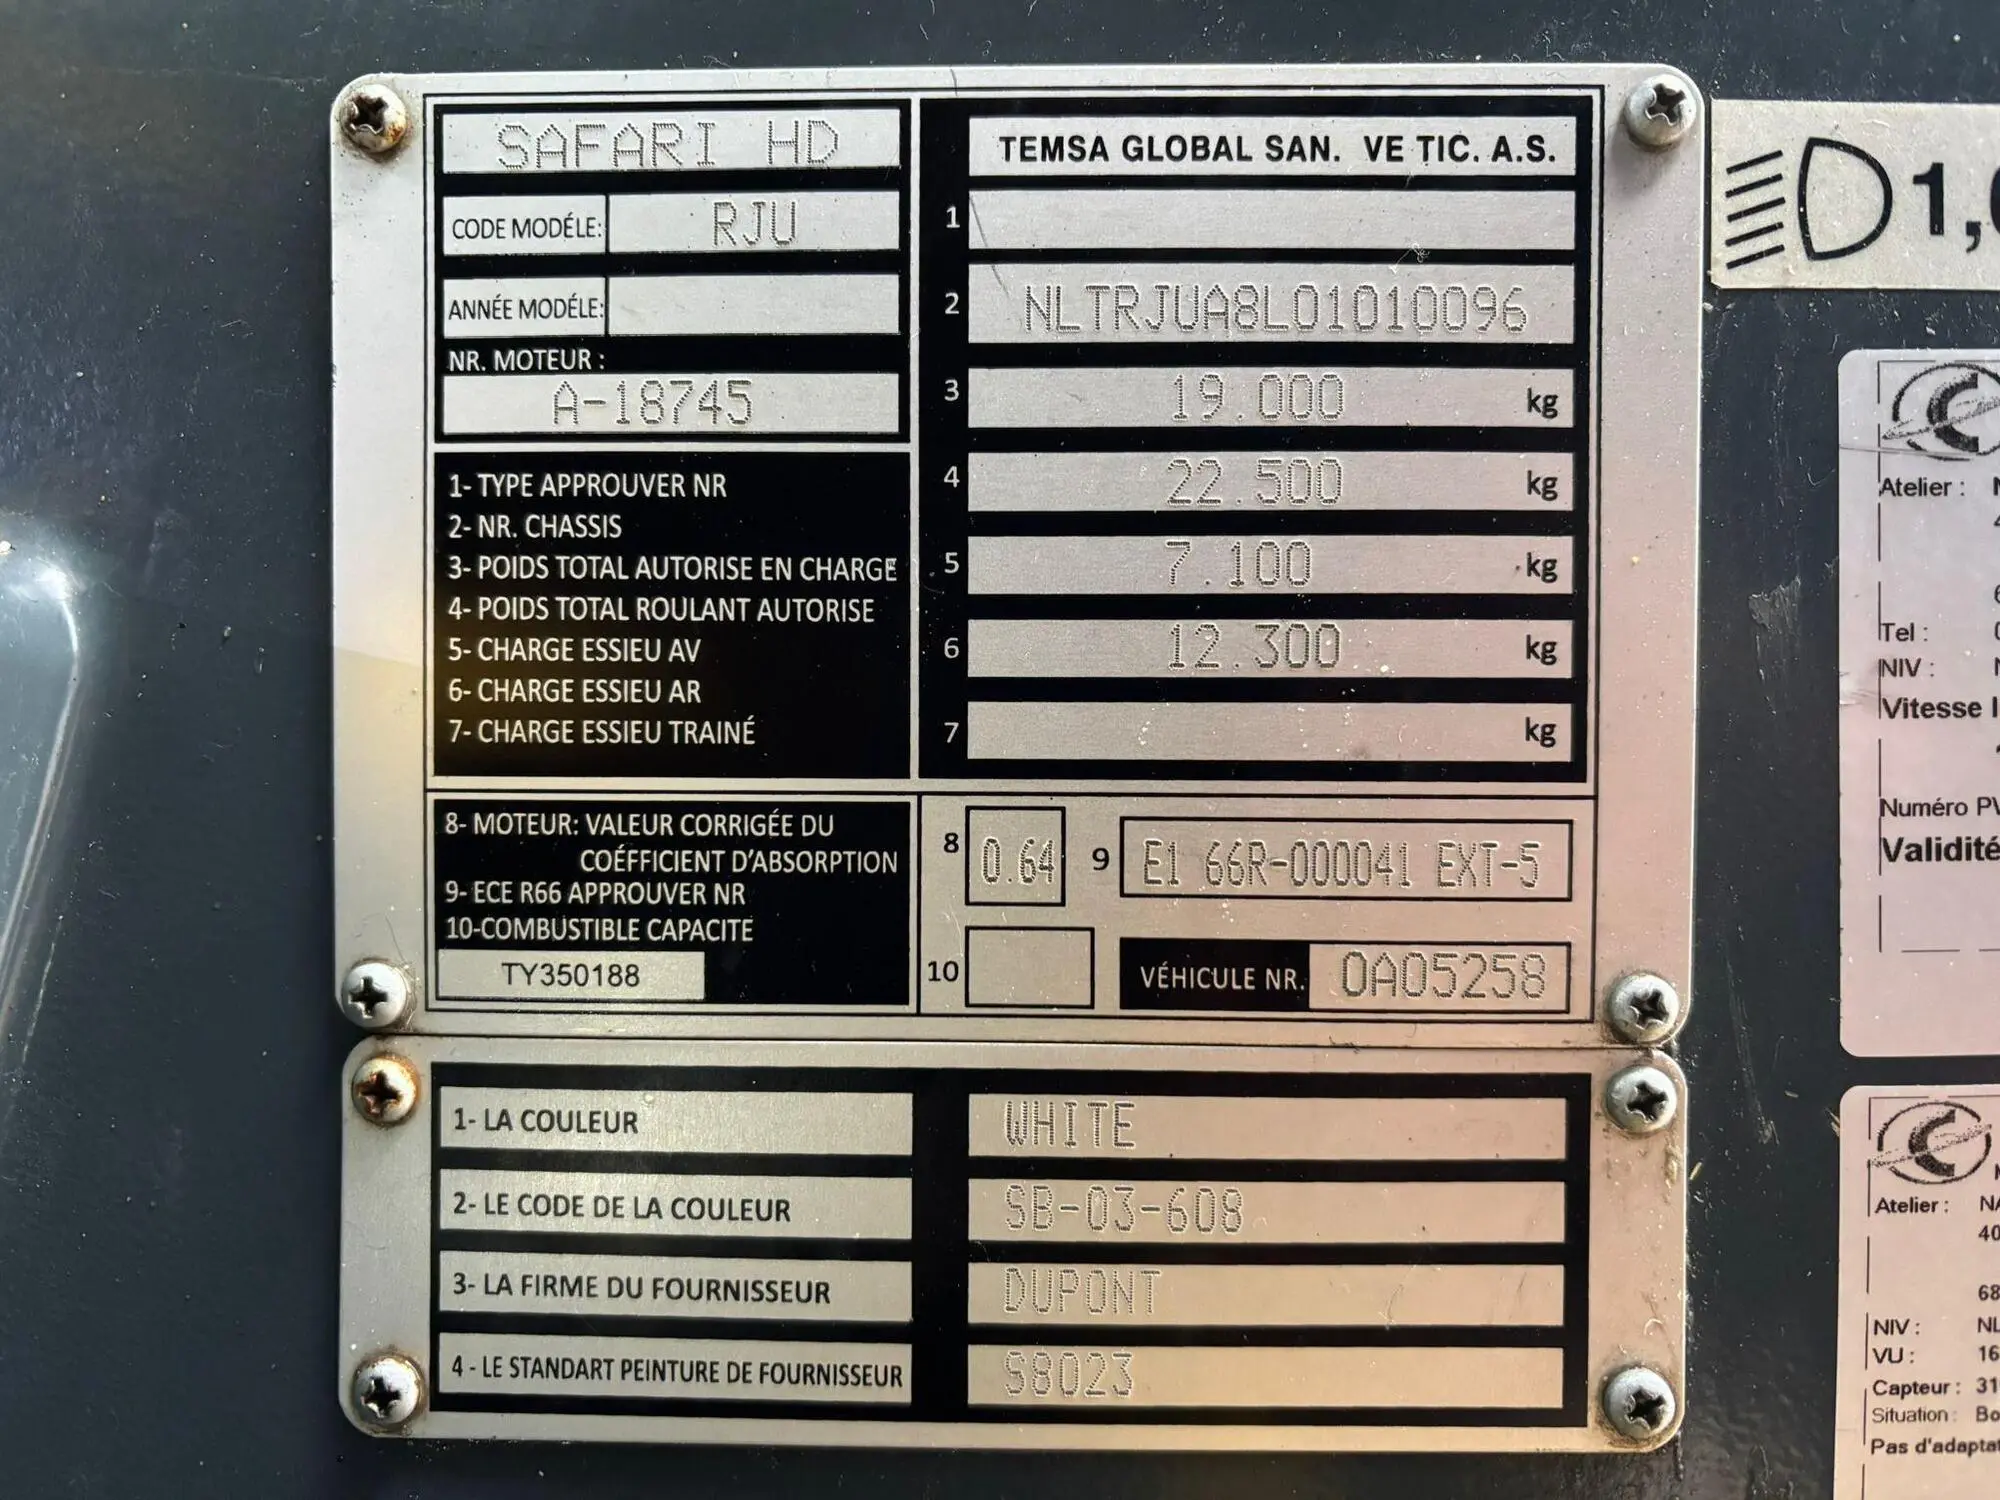 SAFARI HD
CODE MODÉLE: RJU
ANNÉE MODÉLE:
NR. MOTEUR :
A-18745
1- TYPE APPROUVER NR
2- NR. CHASSIS
3- POIDS TOTAL AUTORISE EN CHARGE
4- POIDS TOTAL ROULANT AUTORISE
5- CHARGE ESSIEU AV
6- CHARGE ESSIEU AR
7- CHARGE ESSIEU TRAINÉ
TEMSA GLOBAL SAN. VE TIC. A.S.
1
2 NLTRJUA8L01010096
3 19.000 kg
4 22.500 kg
5 7.100 kg
6 12.300 kg
7 kg
8- MOTEUR: VALEUR CORRIGÉE DU
COÉFFICIENT D'ABSORPTION
9- ECE R66 APPROUVER NR
10-COMBUSTIBLE CAPACITE
TY350188
8 0.64 9 E1 66R-000041 EXT-5
10 VÉHICULE NR. 0A05258
1- LA COULEUR WHITE
2- LE CODE DE LA COULEUR SB-03-608
3- LA FIRME DU FOURNISSEUR DUPONT
4 - LE STANDART PEINTURE DE FOURNISSEUR S8023
Atelier :
Tel :
NIV :
Vitesse
Numéro PV
Validité
Atelier :
NIV :
VU :
Capteur :
Situation :
Pas